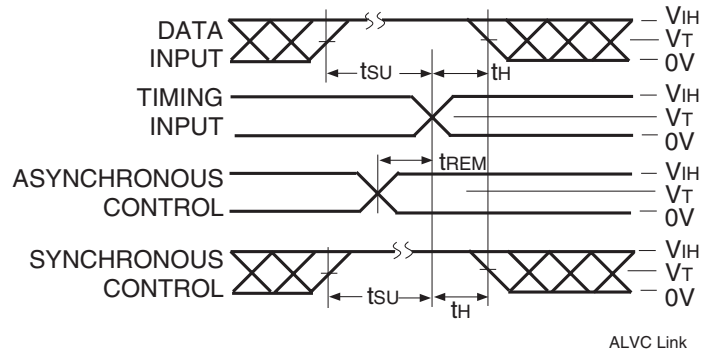 DATA INPUT
VIH
VT
0V
tSU
tH
TIMING INPUT
VIH
VT
0V
tREM
ASYNCHRONOUS CONTROL
VIH
VT
0V
SYNCHRONOUS CONTROL
VIH
VT
0V
tSU
tH
ALVC Link